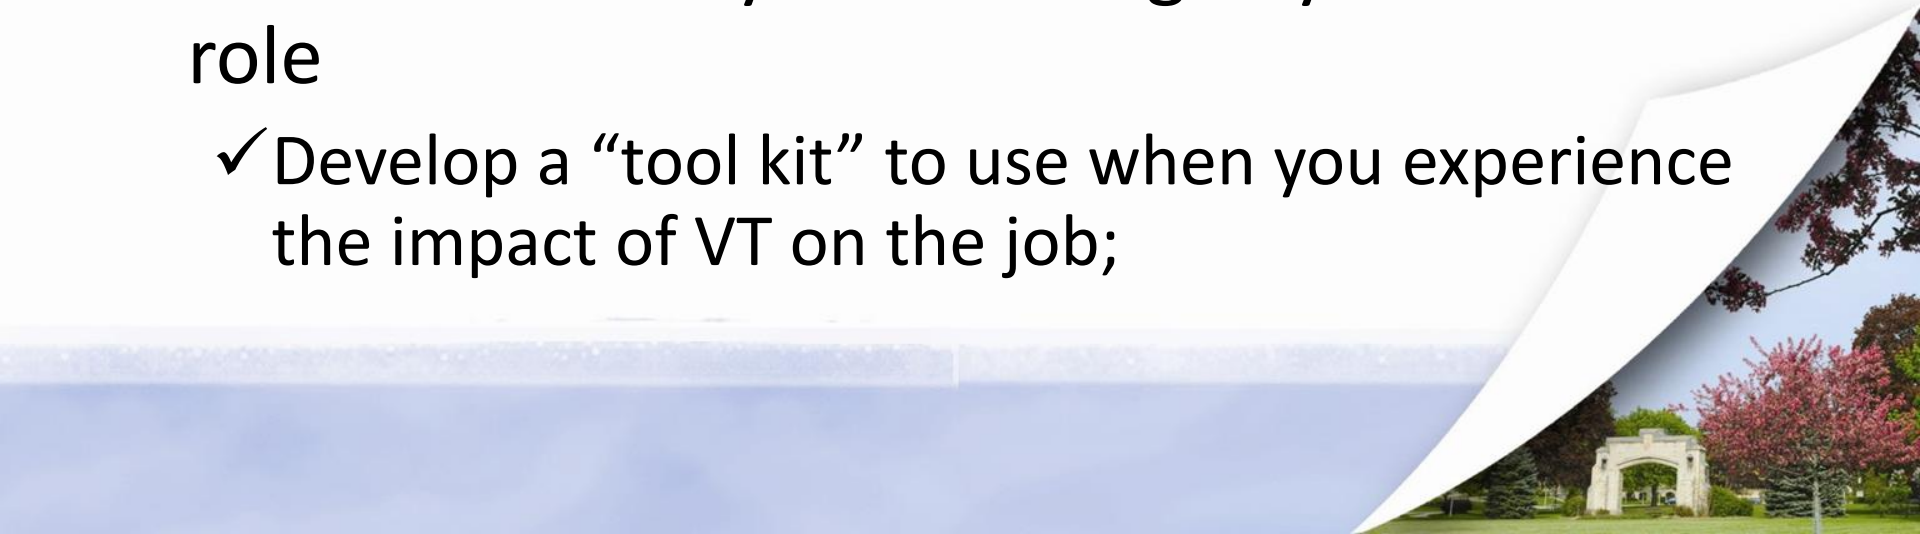 role
✓Develop a “tool kit” to use when you experience
the impact of VT on the job;